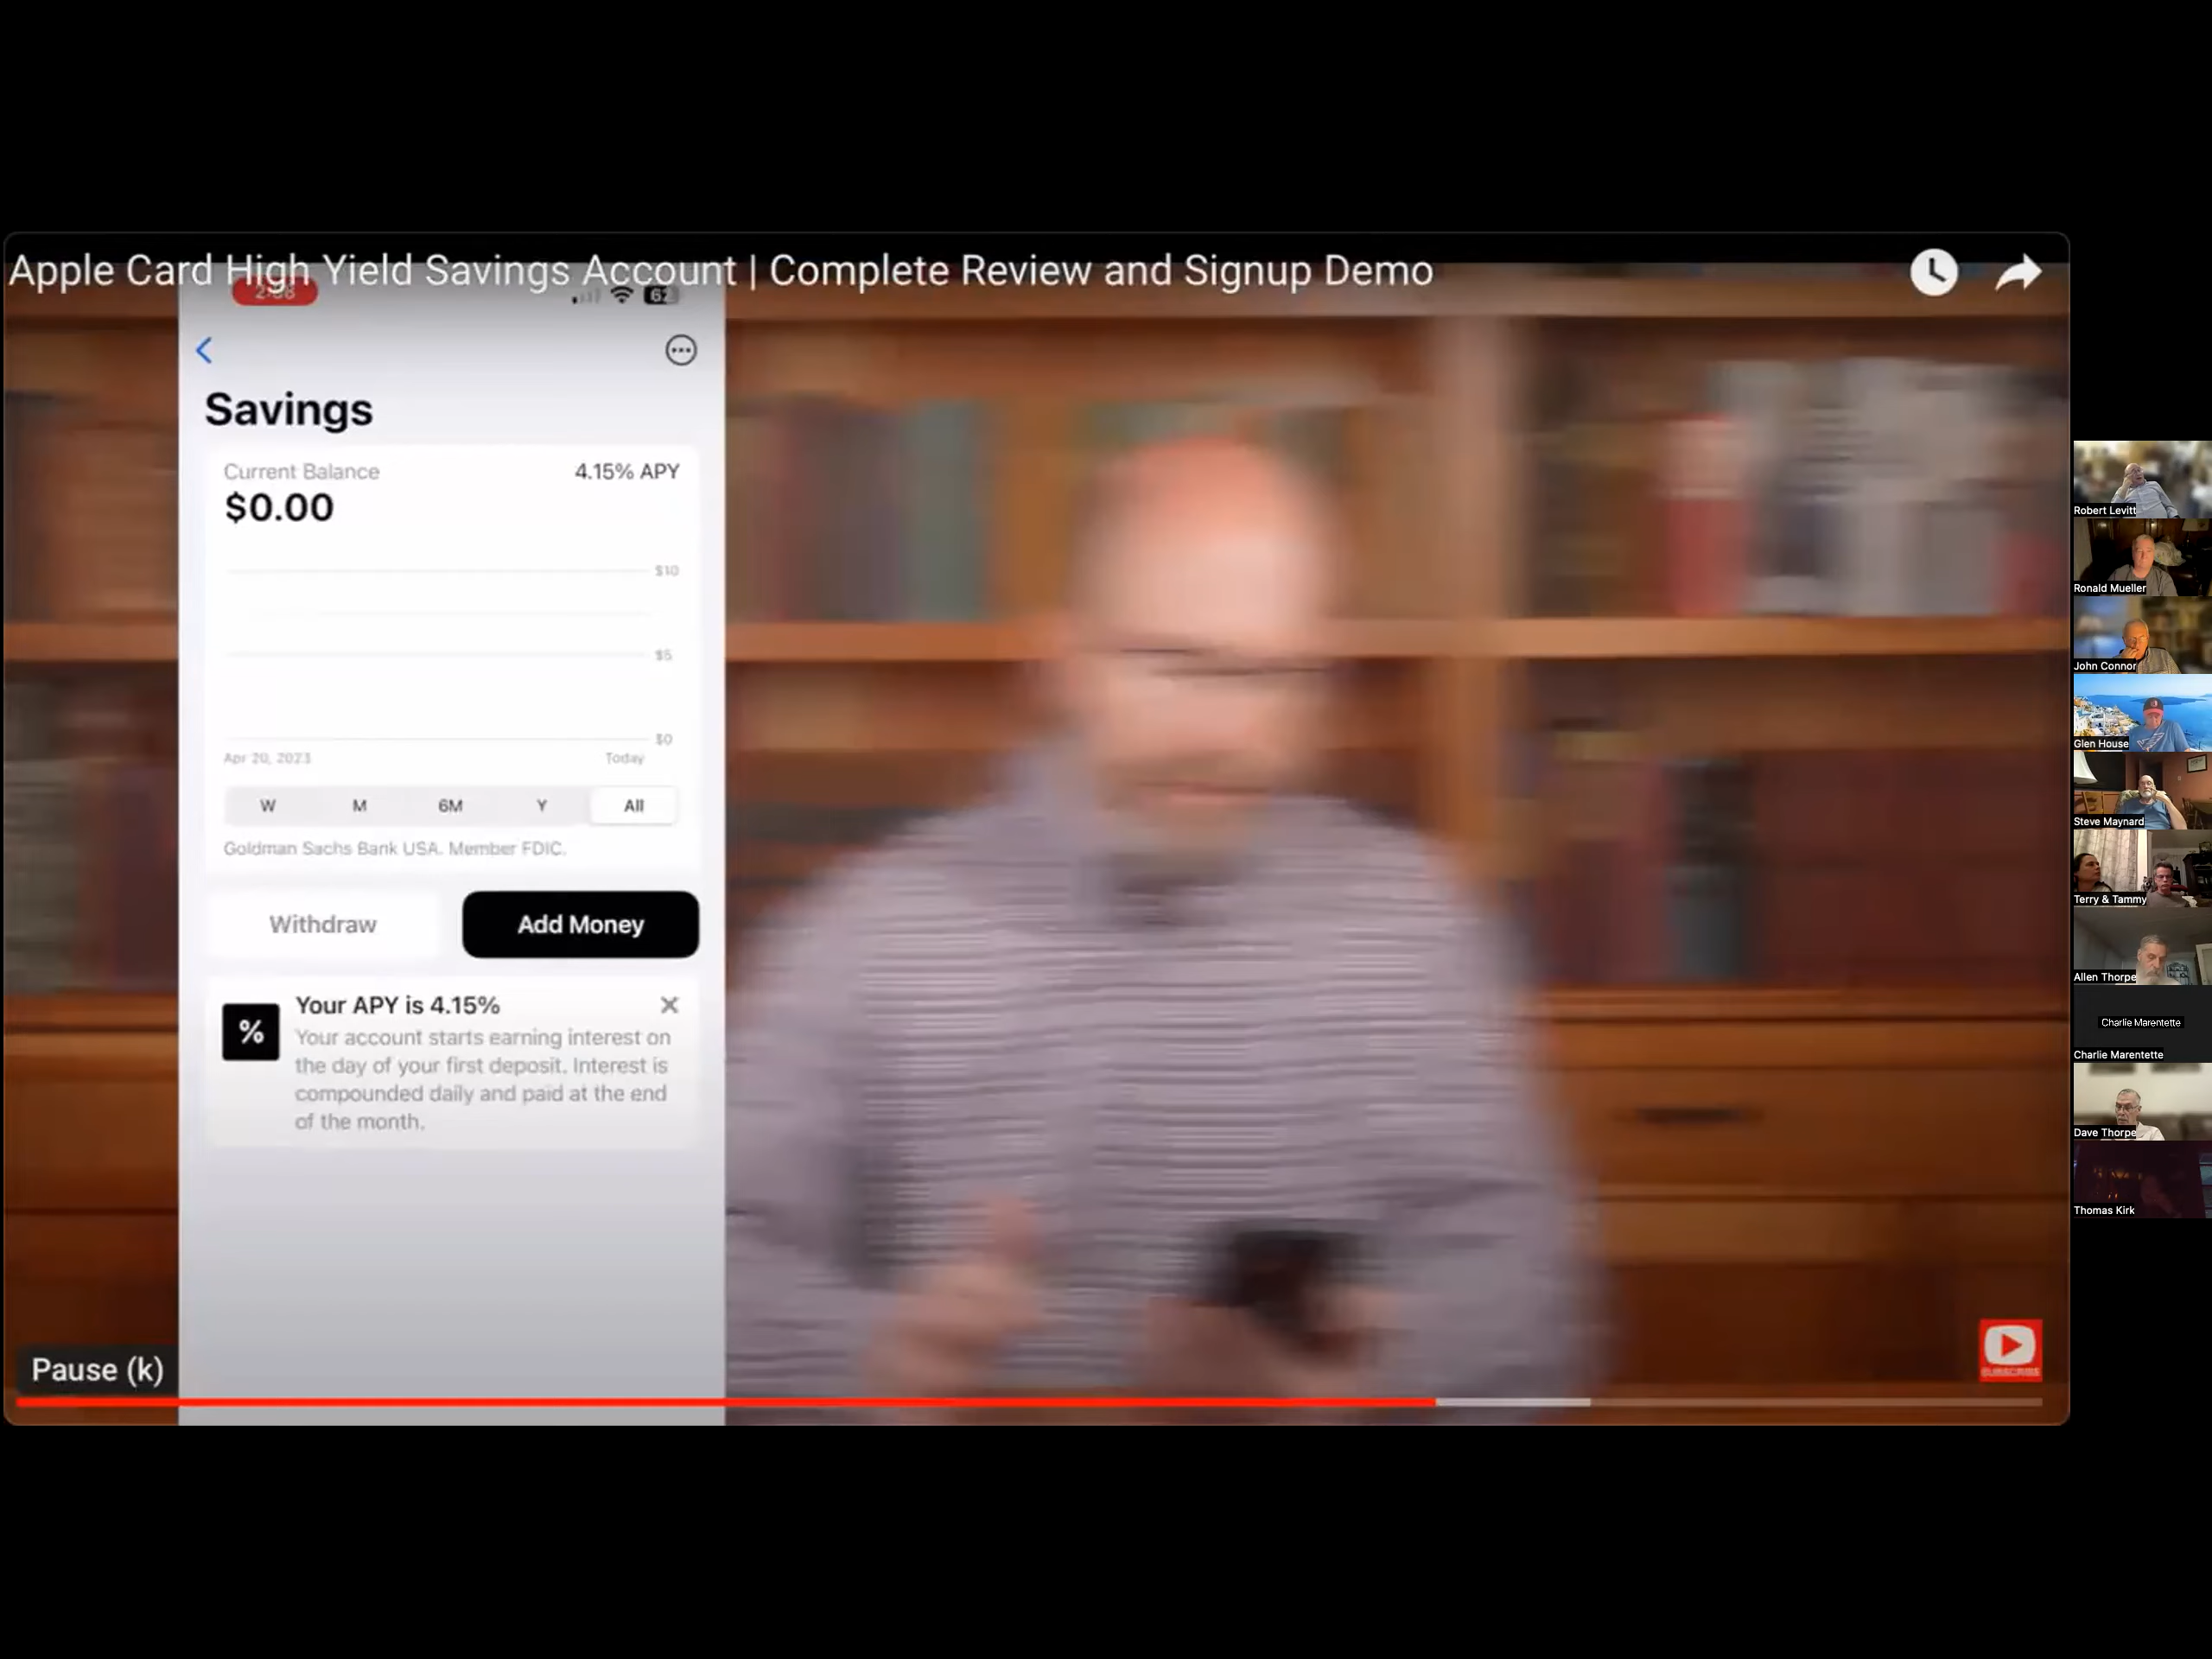 Apple Card High Yield Savings Account | Complete Review and Signup Demo
Savings
Current Balance
4.15% APY
$0.00
$10
$5
$0
Apr 20, 2023
Today
W
M
6M
Y
All
Goldman Sachs Bank USA. Member FDIC.
Withdraw
Add Money
%
Your APY is 4.15%
Your account starts earning interest on
the day of your first deposit. Interest is
compounded daily and paid at the end
of the month.
Pause (k)
SUBSCRIBE
Robert Levitt
Ronald Mueller
John Connor
Glen House
Steve Maynard
Terry & Tammy
Allen Thorpe
Charlie Marentette
Charlie Marentette
Dave Thorpe
Thomas Kirk